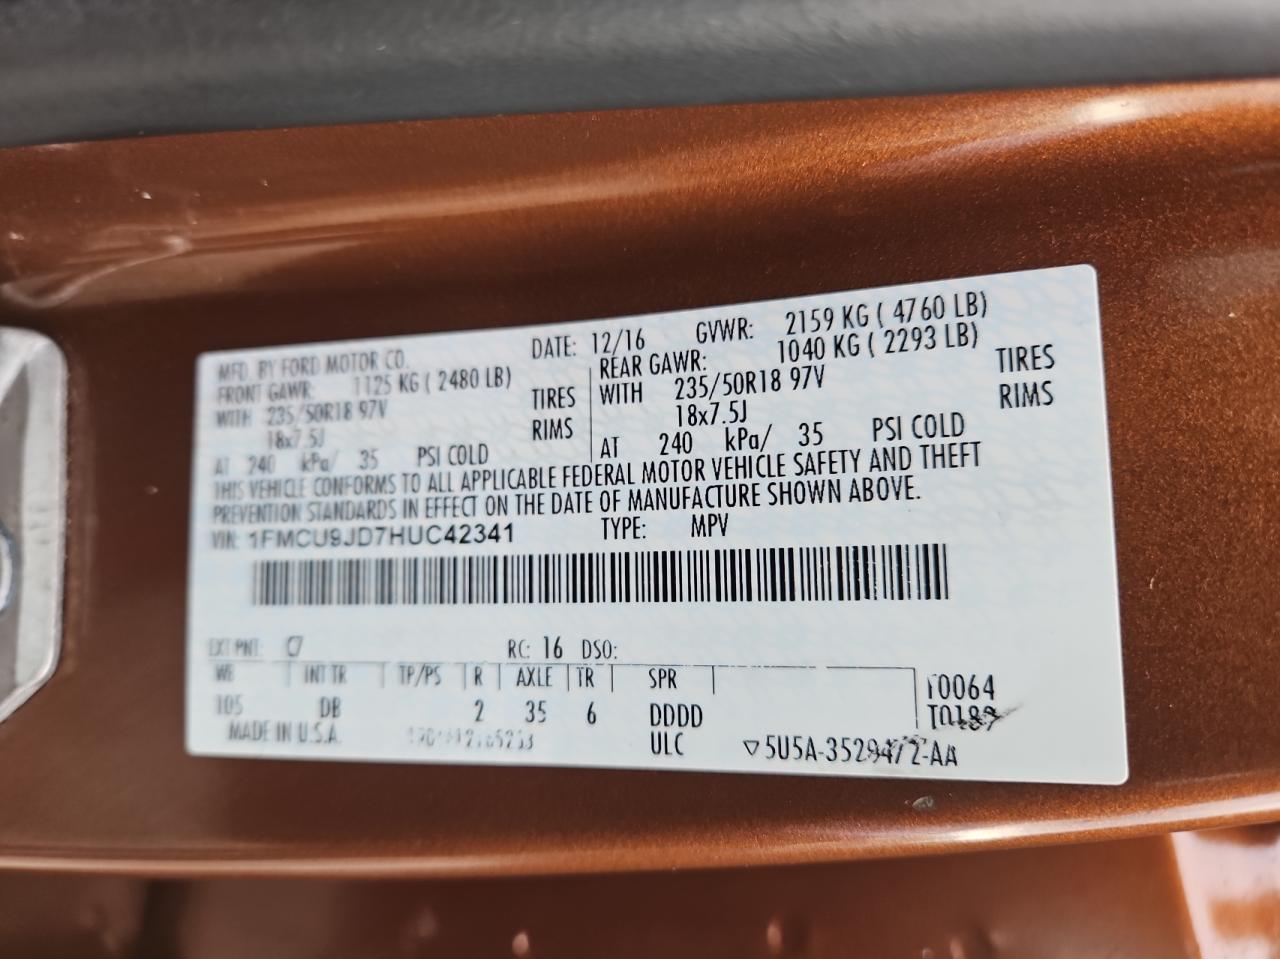 MFD. BY FORD MOTOR CO. DATE: 12/16 GVWR: 2159 KG ( 4760 LB)
FRONT GAWR: 1125 KG ( 2480 LB) REAR GAWR: 1040 KG ( 2293 LB)
WITH 235/50R18 97V TIRES WITH 235/50R18 97V TIRES
18x7.5J RIMS 18x7.5J RIMS
AT 240 kPa/ 35 PSI COLD AT 240 kPa/ 35 PSI COLD
THIS VEHICLE CONFORMS TO ALL APPLICABLE FEDERAL MOTOR VEHICLE SAFETY AND THEFT
PREVENTION STANDARDS IN EFFECT ON THE DATE OF MANUFACTURE SHOWN ABOVE.
VIN: 1FMCU9JD7HUC42341 TYPE: MPV
EXT PNT: RC: 16 DSO:
WB INT TR TP/PS R AXLE TR SPR T0064
105 DB 2 35 6 DDDD
MADE IN U.S.A. ULC ▽5U5A-3529472-AA